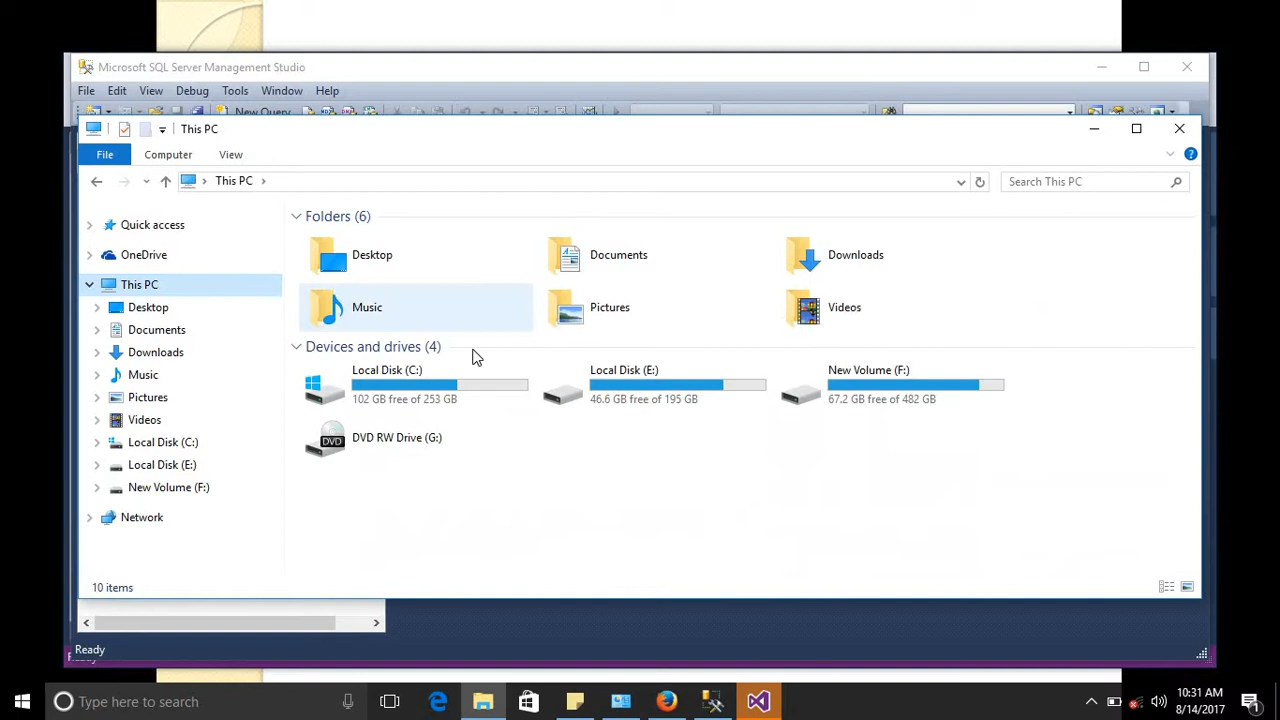 Microsoft SQL Server Management Studio
File Edit View Debug Tools Window Help
New Query
This PC
File Computer View
This PC
Search This PC
Quick access
OneDrive
This PC
Desktop
Documents
Downloads
Music
Pictures
Videos
Local Disk (C:)
Local Disk (E:)
New Volume (F:)
Network
Folders (6)
Desktop Documents Downloads
Music Pictures Videos
Devices and drives (4)
Local Disk (C:) Local Disk (E:) New Volume (F:)
102 GB free of 253 GB 46.6 GB free of 195 GB 67.2 GB free of 482 GB
DVD RW Drive (G:)
DVD
10 items
Ready
Type here to search
10:31 AM
8/14/2017
1